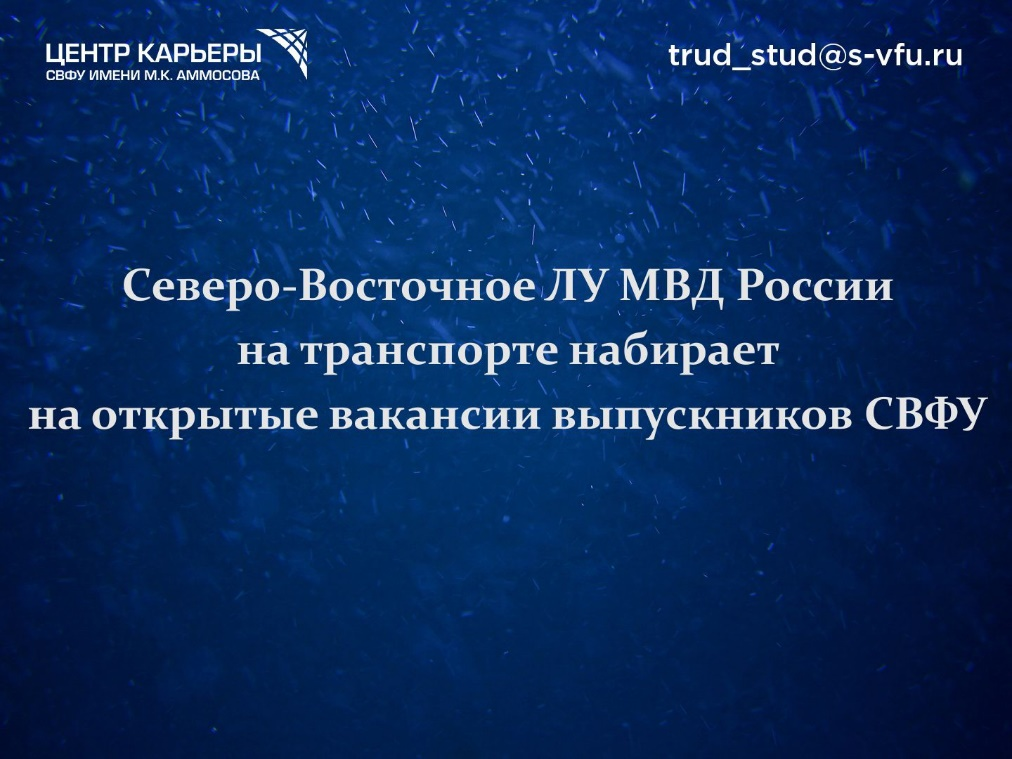 ЦЕНТР КАРЬЕРЫ
СВФУ ИМЕНИ М.К. АММОСОВА
trud_stud@s-vfu.ru
Северо-Восточное ЛУ МВД России
на транспорте набирает
на открытые вакансии выпускников СВФУ